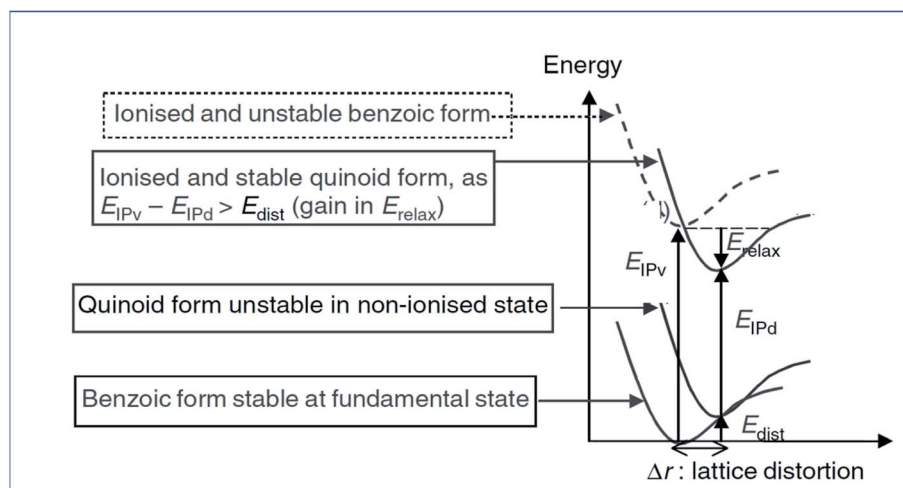 Energy
Ionised and unstable benzoic form
Ionised and stable quinoid form, as
E_IPv – E_IPd > E_dist (gain in E_relax)
E_relax
E_IPv
E_IPd
Quinoid form unstable in non-ionised state
Benzoic form stable at fundamental state
E_dist
Δr : lattice distortion